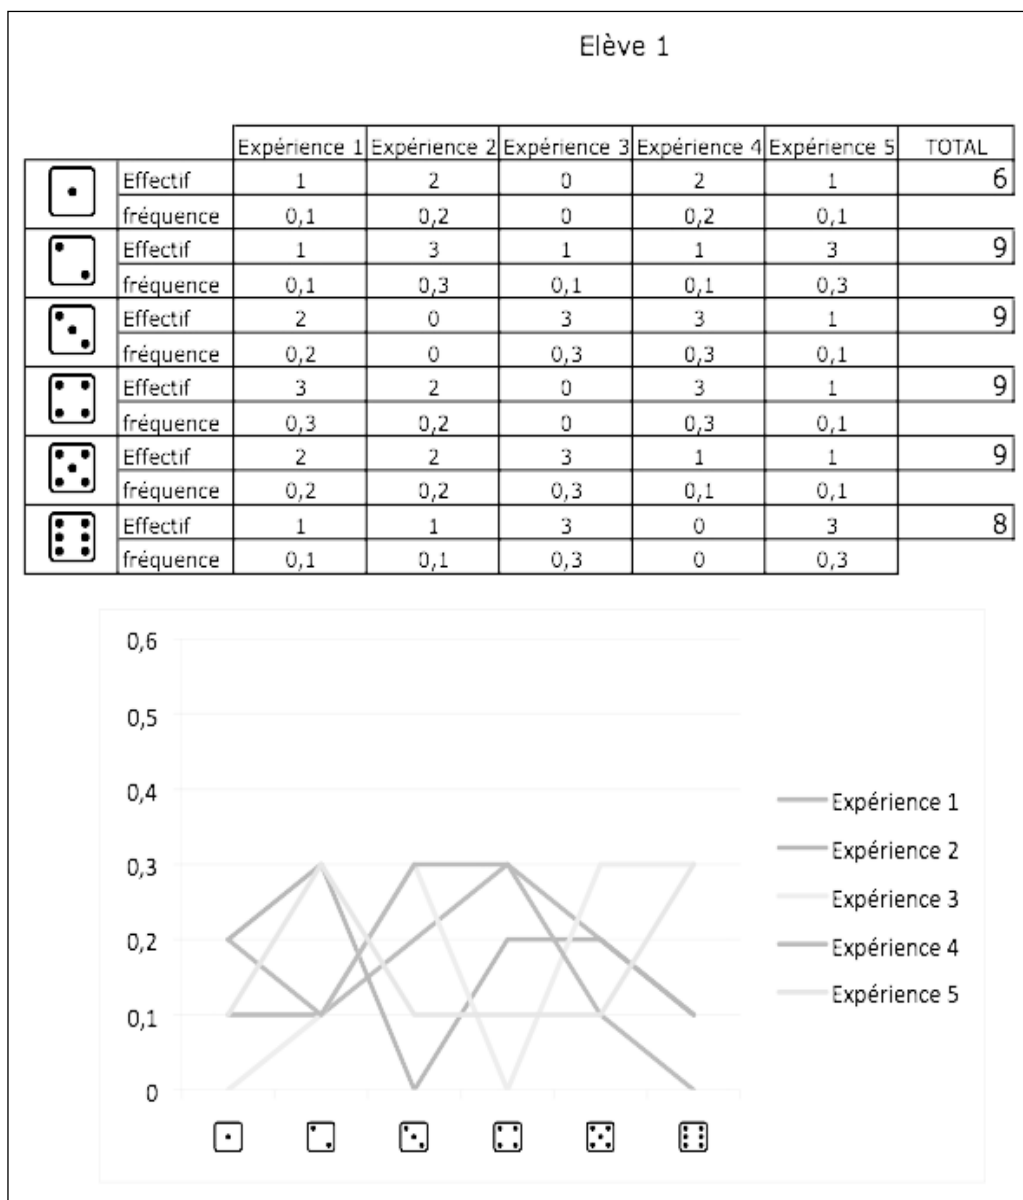 Elève 1
Expérience 1 Expérience 2 Expérience 3 Expérience 4 Expérience 5 TOTAL
Effectif 1 2 0 2 1 6
fréquence 0,1 0,2 0 0,2 0,1
Effectif 1 3 1 1 3 9
fréquence 0,1 0,3 0,1 0,1 0,3
Effectif 2 0 3 3 1 9
fréquence 0,2 0 0,3 0,3 0,1
Effectif 3 2 0 3 1 9
fréquence 0,3 0,2 0 0,3 0,1
Effectif 2 2 3 1 1 9
fréquence 0,2 0,2 0,3 0,1 0,1
Effectif 1 1 3 0 3 8
fréquence 0,1 0,1 0,3 0 0,3
0,6
0,5
0,4
0,3
0,2
0,1
0
Expérience 1
Expérience 2
Expérience 3
Expérience 4
Expérience 5